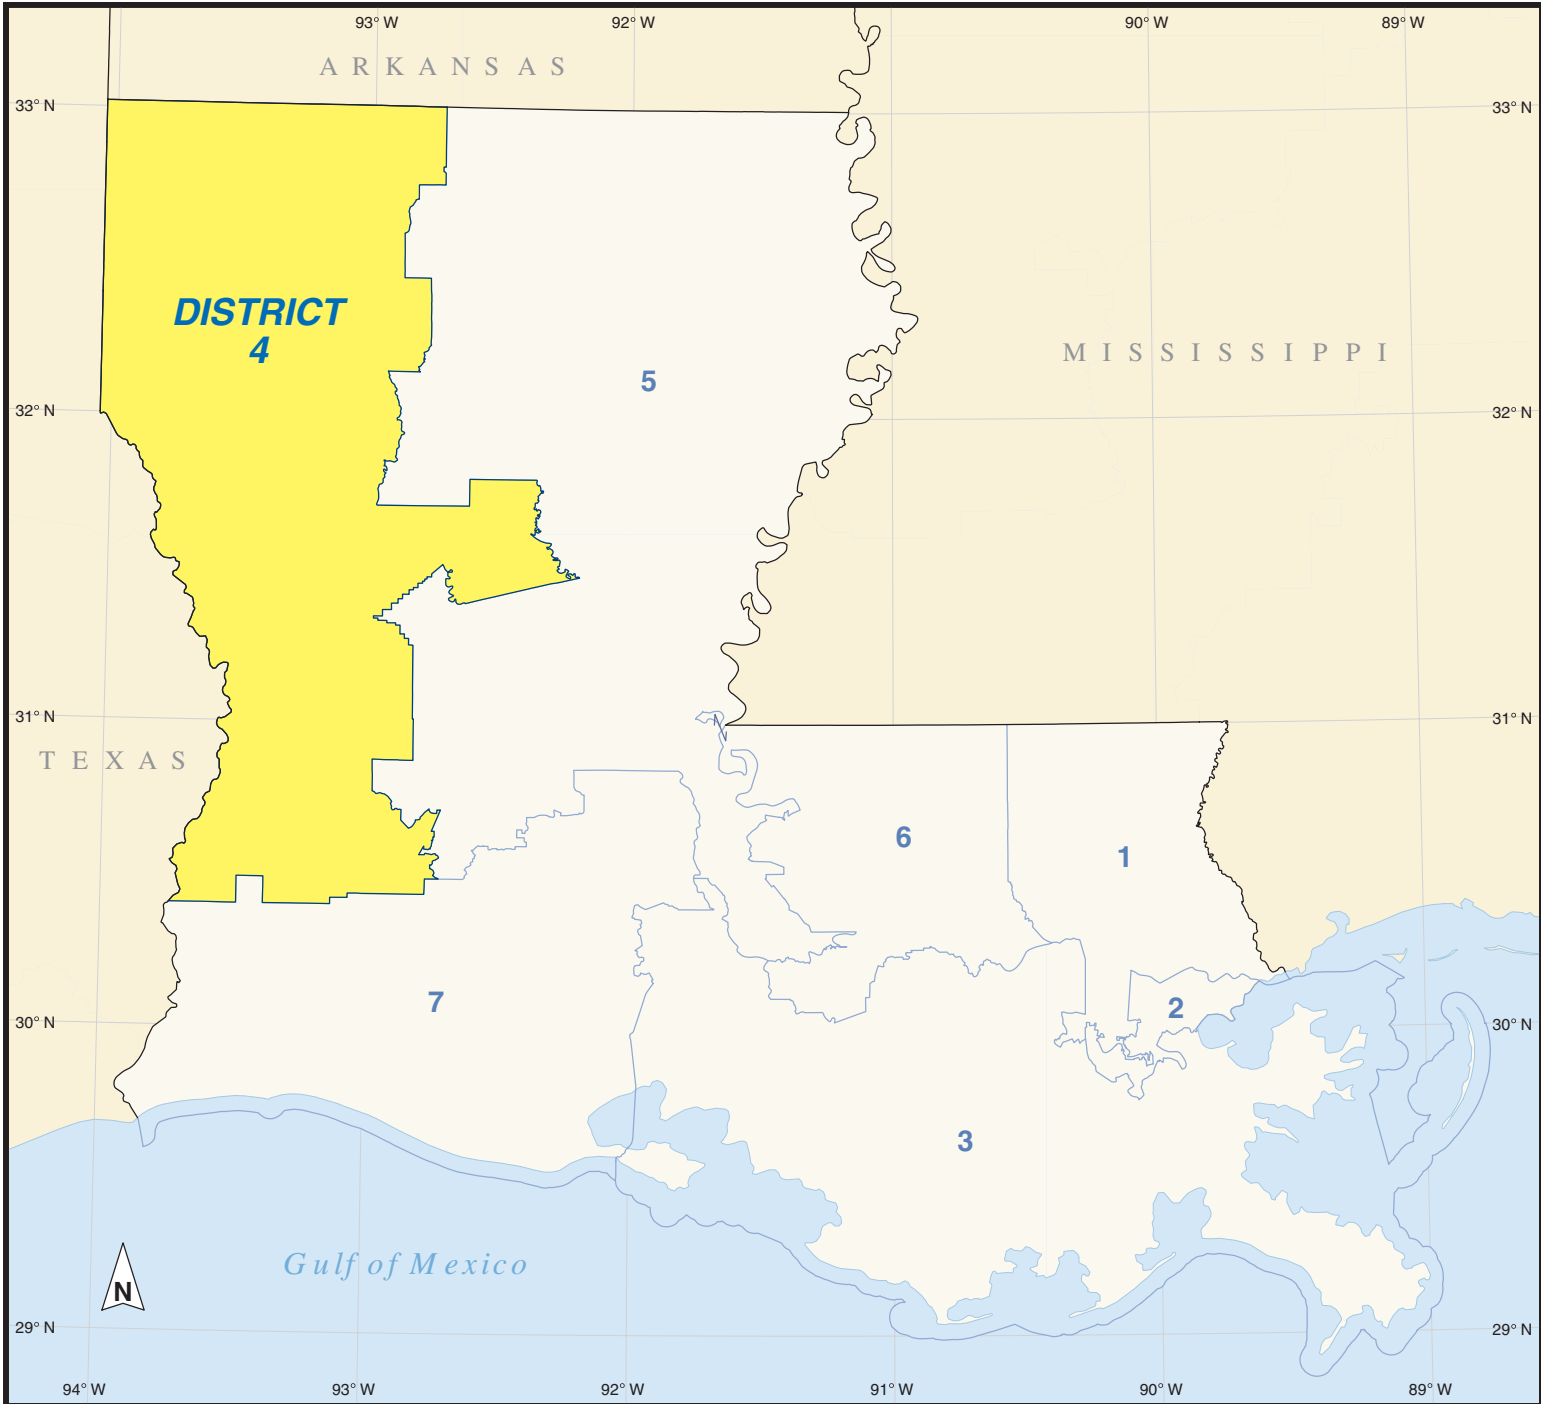 93° W 92° W 90° W 89° W
ARKANSAS
33° N 33° N
DISTRICT
4
MISSISSIPPI
5
32° N 32° N
31° N 31° N
TEXAS
6
1
7
2
30° N 30° N
3
Gulf of Mexico
N
29° N 29° N
94° W 93° W 92° W 91° W 90° W 89° W